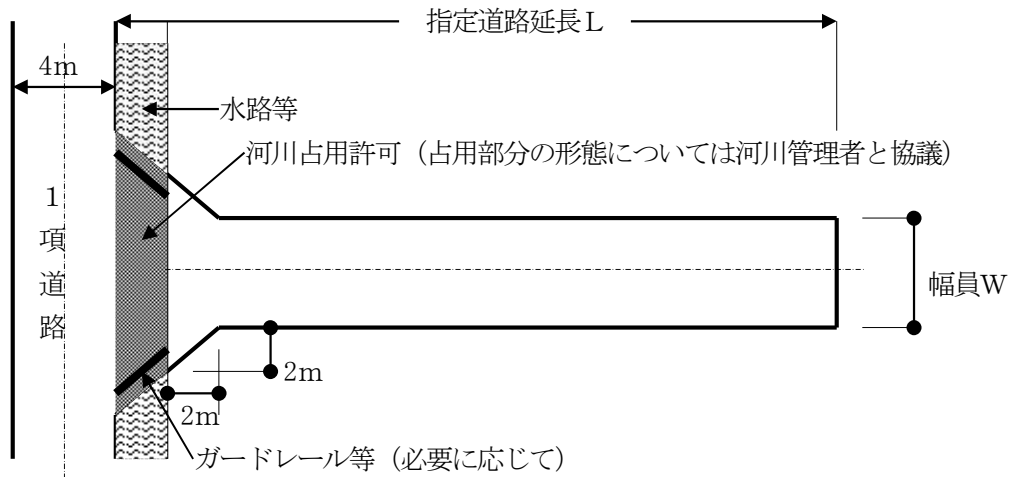 指定道路延長L
4m
水路等
河川占用許可（占用部分の形態については河川管理者と協議）
1項道路
幅員W
2m
2m
ガードレール等（必要に応じて）